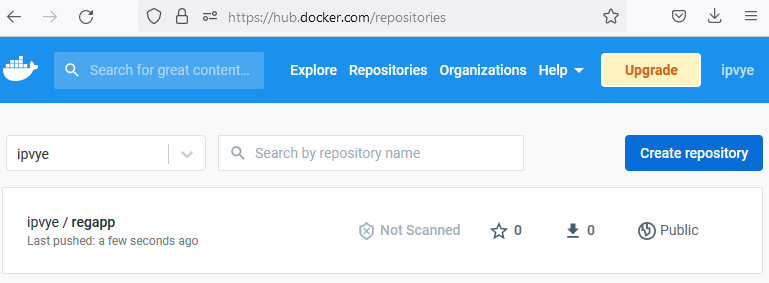 https://hub.docker.com/repositories
Search for great content...
Explore Repositories Organizations Help Upgrade ipvye
ipvye
Search by repository name
Create repository
ipvye / regapp
Last pushed: a few seconds ago
Not Scanned 0 0 Public